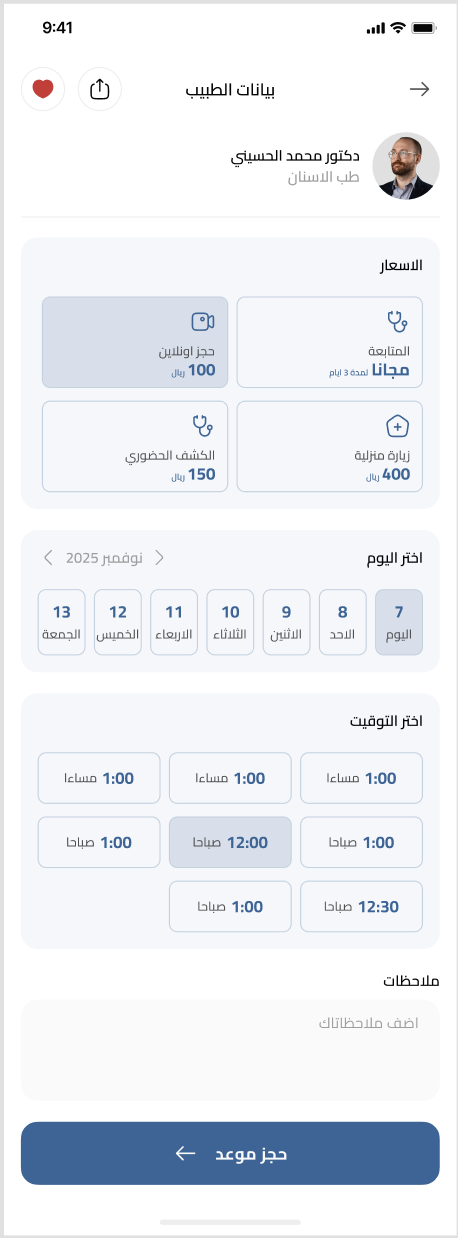 9:41
بيانات الطبيب
دكتور محمد الحسيني
طب الاسنان
الاسعار
المتابعة
مجانا لمدة 3 ايام
حجز اونلاين
100 ريال
زيارة منزلية
400 ريال
الكشف الحضوري
150 ريال
اختر اليوم
نوفمبر 2025
7
اليوم
8
الاحد
9
الاثنين
10
الثلاثاء
11
الاربعاء
12
الخميس
13
الجمعة
اختر التوقيت
1:00 مساءا
1:00 مساءا
1:00 مساءا
1:00 صباحا
12:00 صباحا
1:00 صباحا
12:30 صباحا
1:00 صباحا
ملاحظات
اضف ملاحظاتاك
حجز موعد